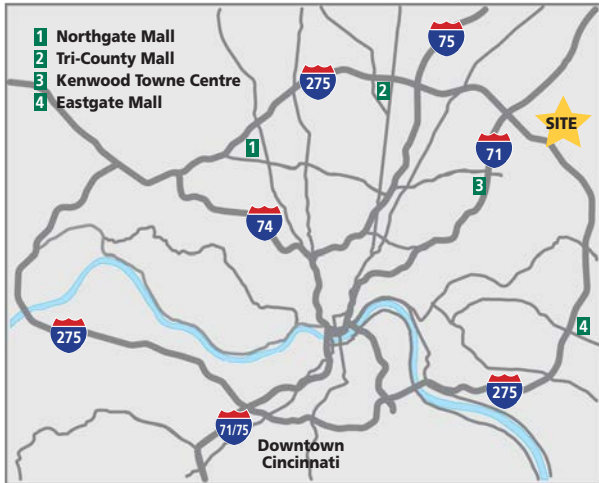 1 Northgate Mall
2 Tri-County Mall
3 Kenwood Towne Centre
4 Eastgate Mall
75
275
2
SITE
1
71
3
74
275
4
275
71/75
Downtown
Cincinnati